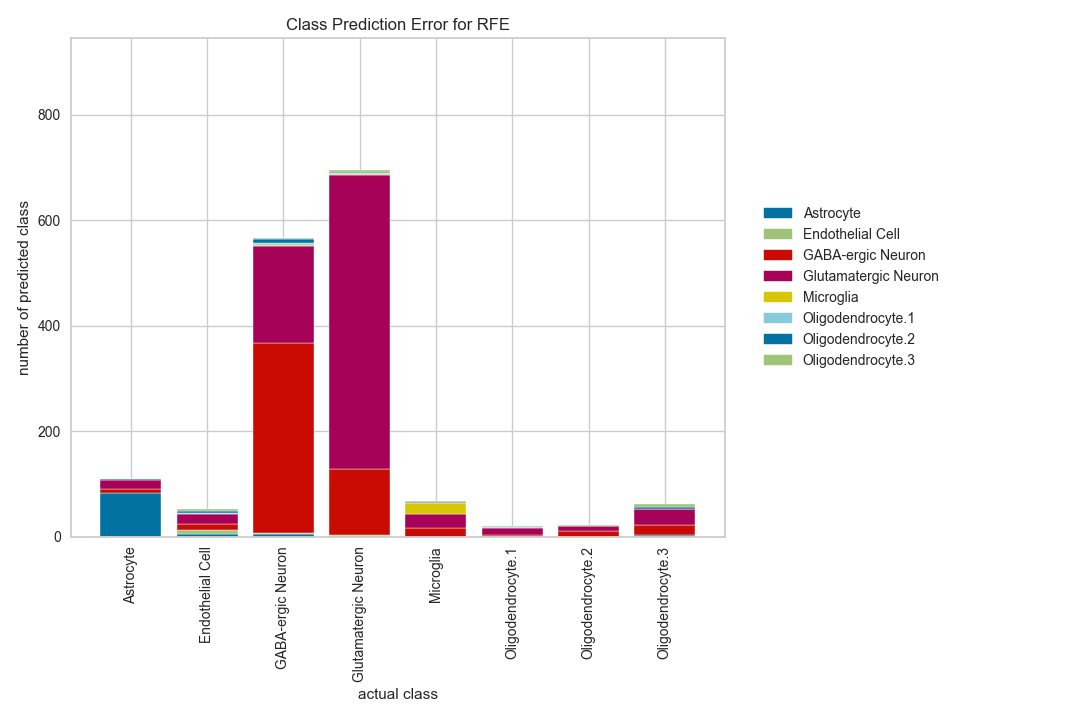 Class Prediction Error for RFE
number of predicted class
800
600
400
200
0
Astrocyte
Endothelial Cell
GABA-ergic Neuron
Glutamatergic Neuron
Microglia
Oligodendrocyte.1
Oligodendrocyte.2
Oligodendrocyte.3
actual class
Astrocyte
Endothelial Cell
GABA-ergic Neuron
Glutamatergic Neuron
Microglia
Oligodendrocyte.1
Oligodendrocyte.2
Oligodendrocyte.3